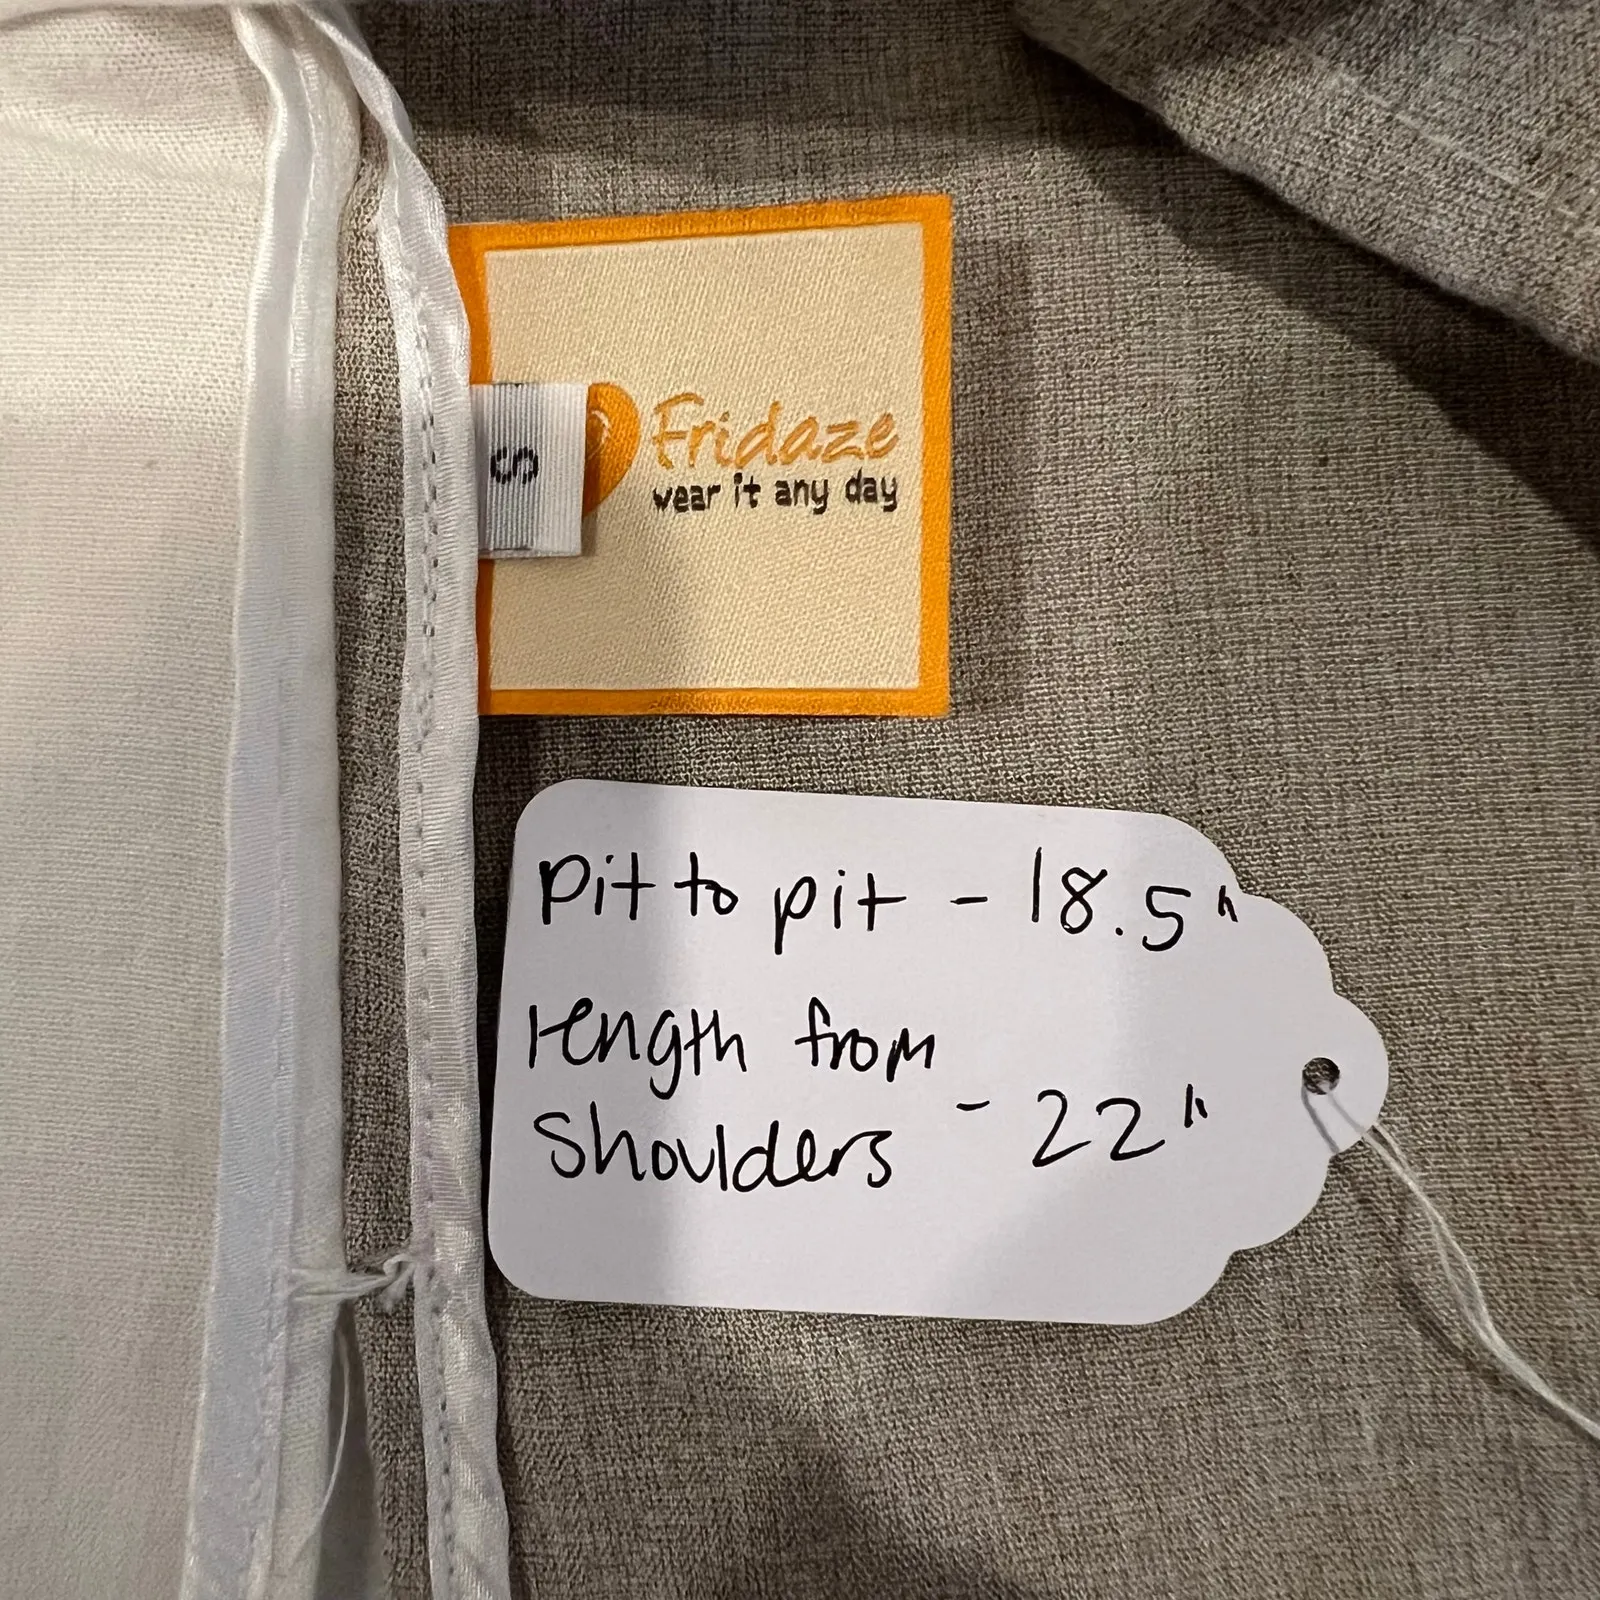 S
Fridaze
wear it any day
pit to pit - 18.5"
length from
shoulders - 22"